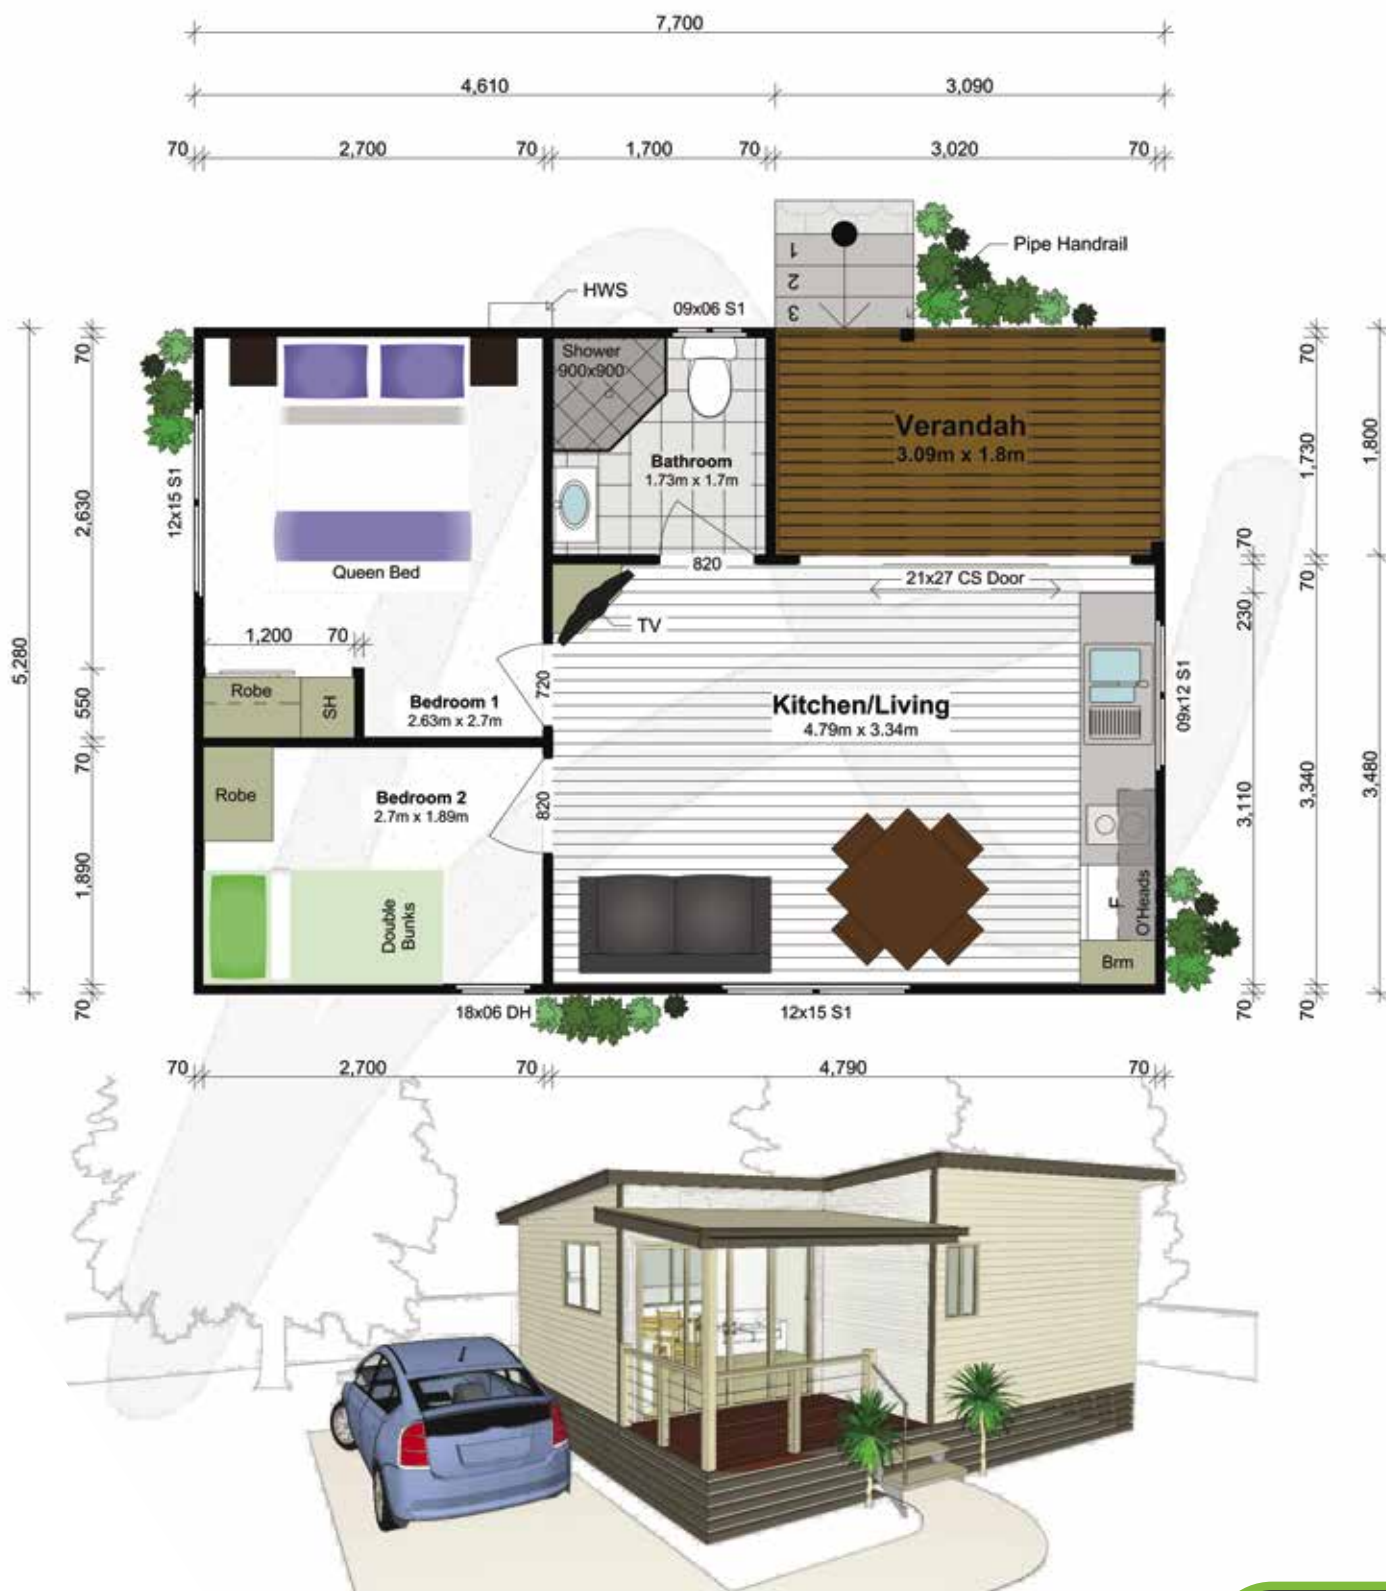 7,700
4,610
3,090
70
2,700
70
1,700
70
3,020
70
Pipe Handrail
1
2
3
HWS
09x06 S1
Shower
900x900
Verandah
3.09m x 1.8m
Bathroom
1.73m x 1.7m
12x15 S1
Queen Bed
820
21x27 CS Door
TV
1,200
70
Robe
SH
Bedroom 1
2.63m x 2.7m
720
Kitchen/Living
4.79m x 3.34m
09x12 S1
Robe
Bedroom 2
2.7m x 1.89m
820
Double
Bunks
F
O'Heads
Brm
18x06 DH
12x15 S1
5,280
70
2,630
550
70
1,890
70
70
230
3,110
70
70
1,730
70
3,340
70
1,800
3,480
70
2,700
70
4,790
70